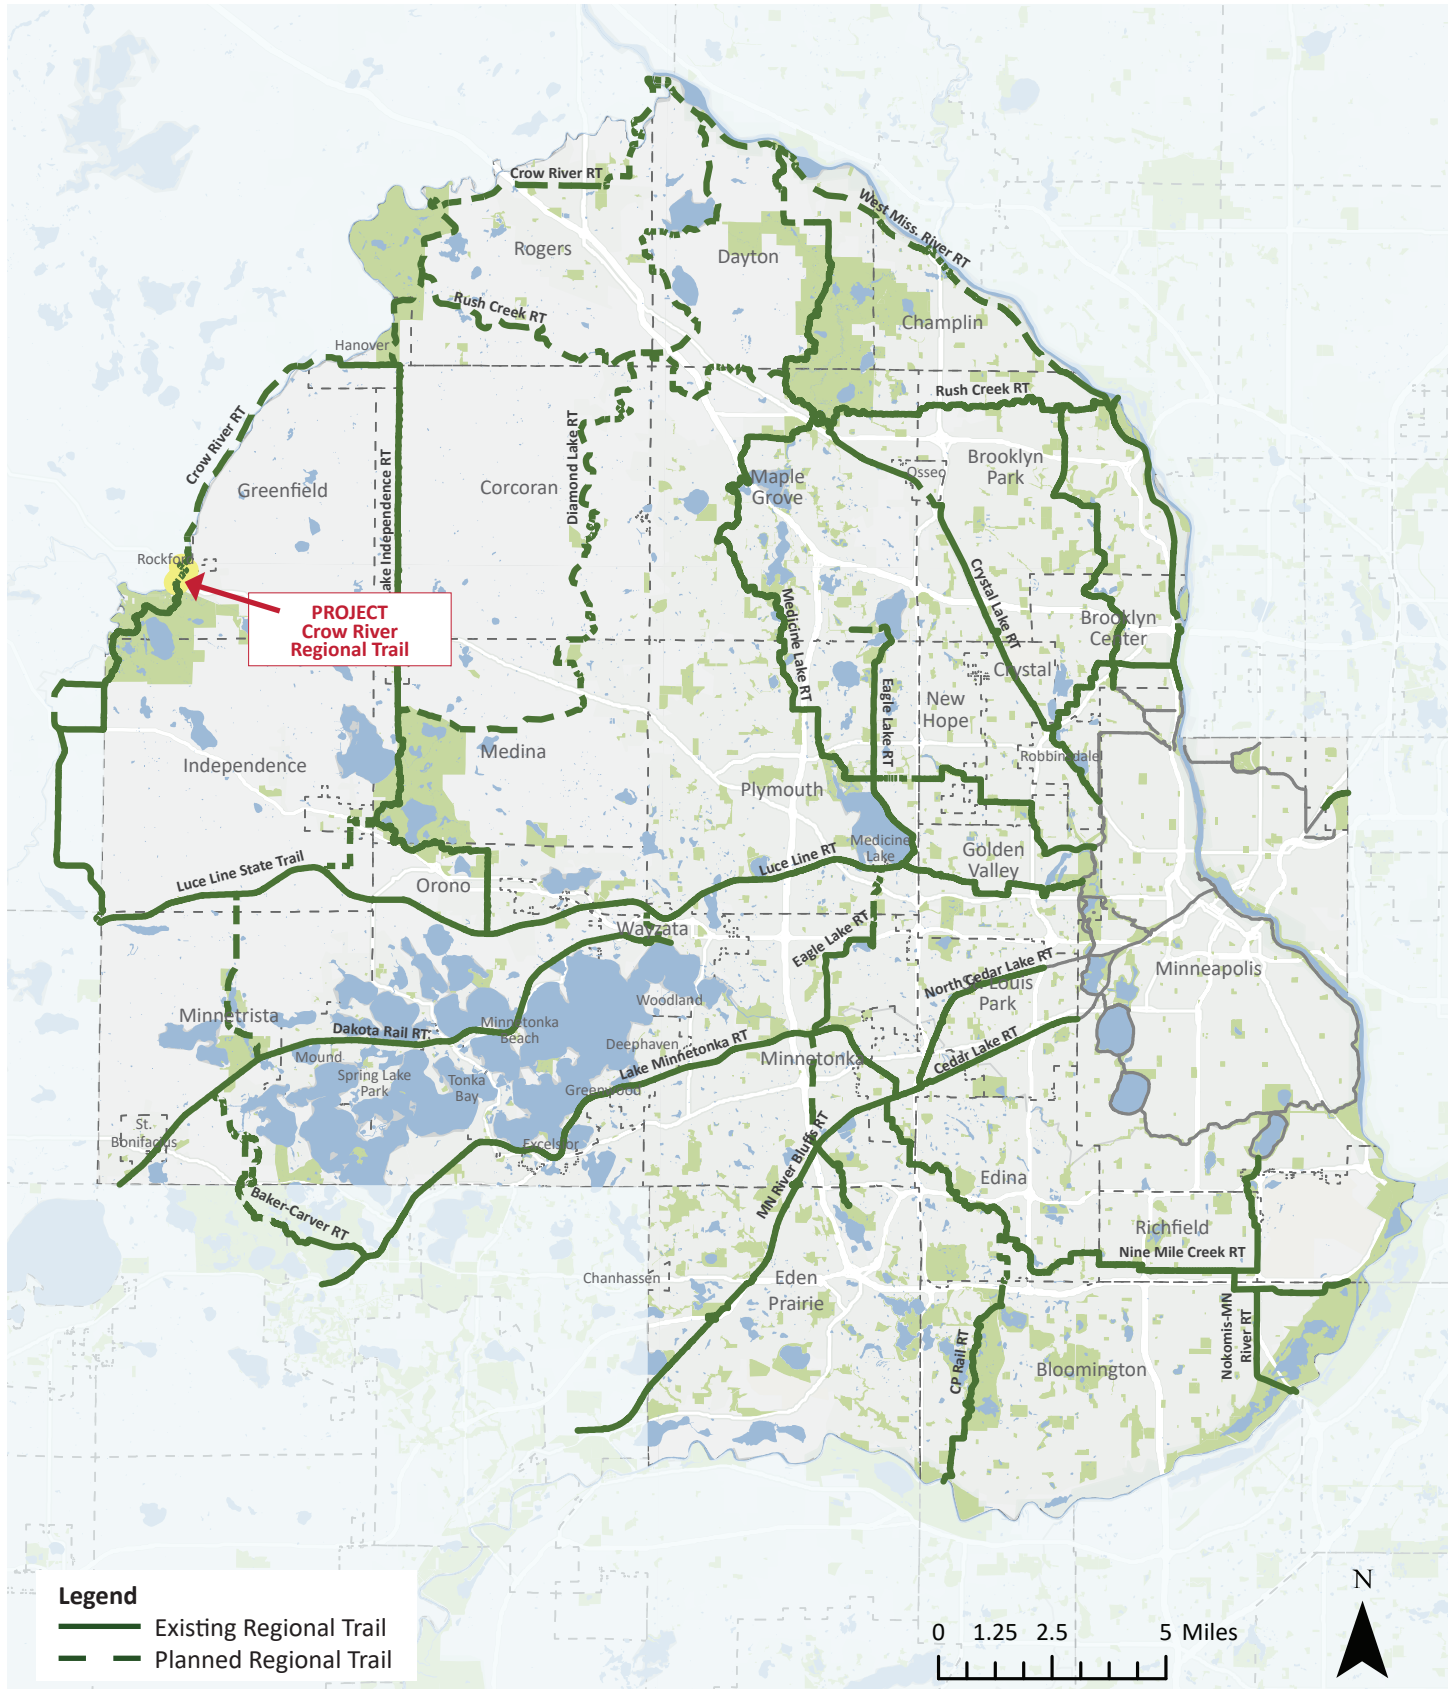 Crow River RT
West Miss. River RT
Rogers
Dayton
Rush Creek RT
Champlin
Hanover
Rush Creek RT
Crow River RT
Diamond Lake RT
Lake Independence RT
Greenfield
Corcoran
Maple
Grove
Osseo
Brooklyn
Park
Rockford
Crystal Lake RT
PROJECT
Crow River
Regional Trail
Medicine Lake RT
Brooklyn
Center
Crystal
Eagle Lake RT
New
Hope
Medina
Independence
Robbinsdale
Plymouth
Medicine
Lake
Golden
Valley
Luce Line State Trail
Luce Line RT
Orono
Wayzata
Eagle Lake RT
North Cedar Lake RT
St. Louis
Park
Minneapolis
Woodland
Minnetrista
Minnetonka
Beach
Dakota Rail RT
Deephaven
Cedar Lake RT
Mound
Lake Minnetonka RT
Minnetonka
Spring Lake
Park
Tonka
Bay
Greenwood
St.
Bonifacius
Excelsior
MN River Bluffs RT
Edina
Baker-Carver RT
Richfield
Nine Mile Creek RT
Chanhassen
Eden
Prairie
Nokomis-MN
River RT
CP Rail RT
Bloomington
Legend
Existing Regional Trail
Planned Regional Trail
N
0 1.25 2.5 5 Miles